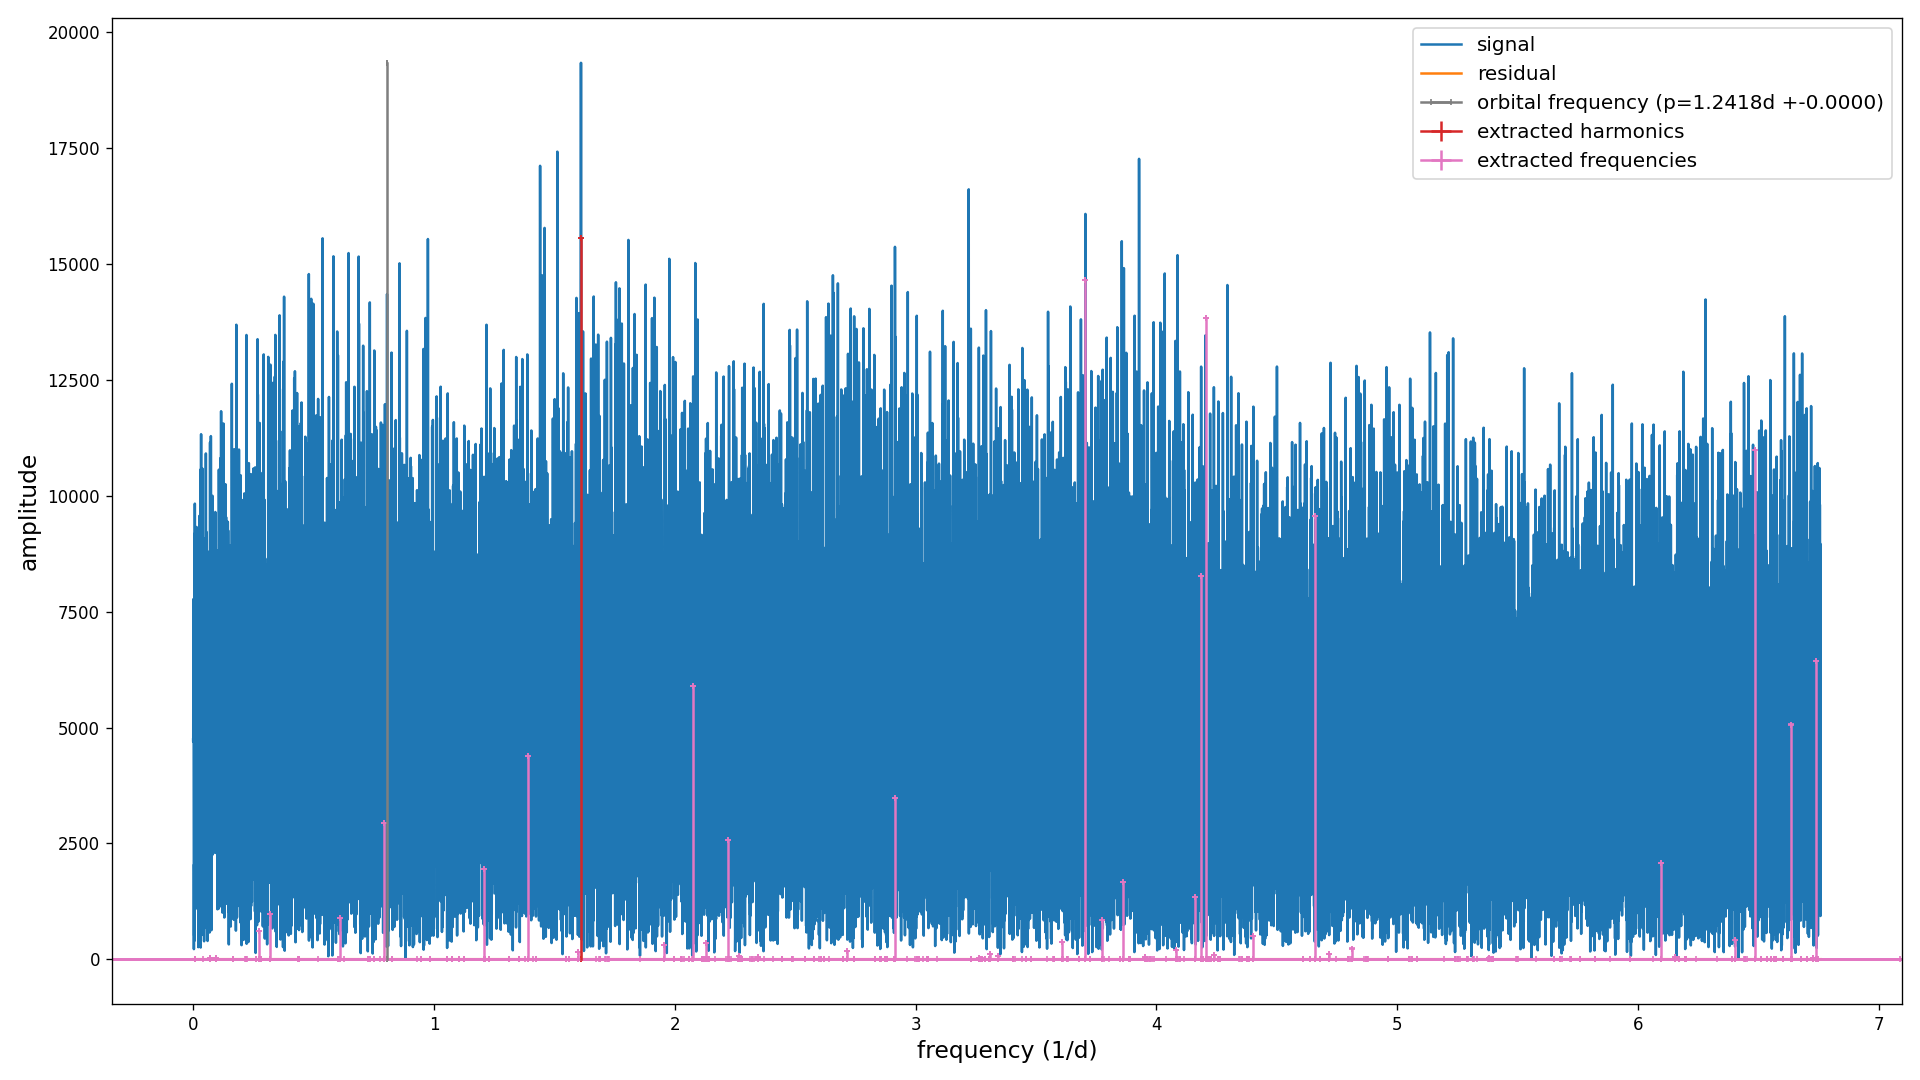 20000
17500
15000
12500
10000
7500
5000
2500
0
amplitude
signal
residual
orbital frequency (p=1.2418d +-0.0000)
extracted harmonics
extracted frequencies
0 1 2 3 4 5 6 7
frequency (1/d)